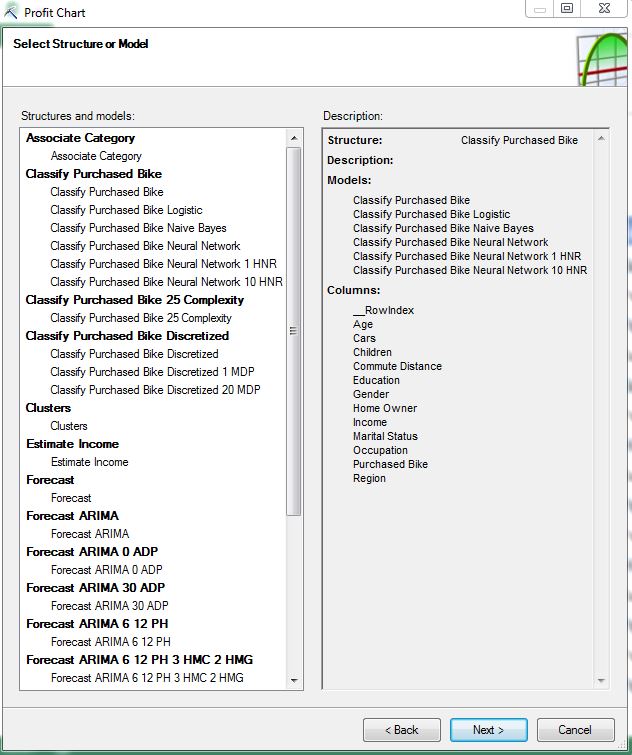 Profit Chart
Select Structure or Model
Structures and models:
Associate Category
Associate Category
Classify Purchased Bike
Classify Purchased Bike
Classify Purchased Bike Logistic
Classify Purchased Bike Naive Bayes
Classify Purchased Bike Neural Network
Classify Purchased Bike Neural Network 1 HNR
Classify Purchased Bike Neural Network 10 HNR
Classify Purchased Bike 25 Complexity
Classify Purchased Bike 25 Complexity
Classify Purchased Bike Discretized
Classify Purchased Bike Discretized
Classify Purchased Bike Discretized 1 MDP
Classify Purchased Bike Discretized 20 MDP
Clusters
Clusters
Estimate Income
Estimate Income
Forecast
Forecast
Forecast ARIMA
Forecast ARIMA
Forecast ARIMA 0 ADP
Forecast ARIMA 0 ADP
Forecast ARIMA 30 ADP
Forecast ARIMA 30 ADP
Forecast ARIMA 6 12 PH
Forecast ARIMA 6 12 PH
Forecast ARIMA 6 12 PH 3 HMC 2 HMG
Forecast ARIMA 6 12 PH 3 HMC 2 HMG
Description:
Structure: Classify Purchased Bike
Description:
Models:
Classify Purchased Bike
Classify Purchased Bike Logistic
Classify Purchased Bike Naive Bayes
Classify Purchased Bike Neural Network
Classify Purchased Bike Neural Network 1 HNR
Classify Purchased Bike Neural Network 10 HNR
Columns:
__RowIndex
Age
Cars
Children
Commute Distance
Education
Gender
Home Owner
Income
Marital Status
Occupation
Purchased Bike
Region
< Back
Next >
Cancel